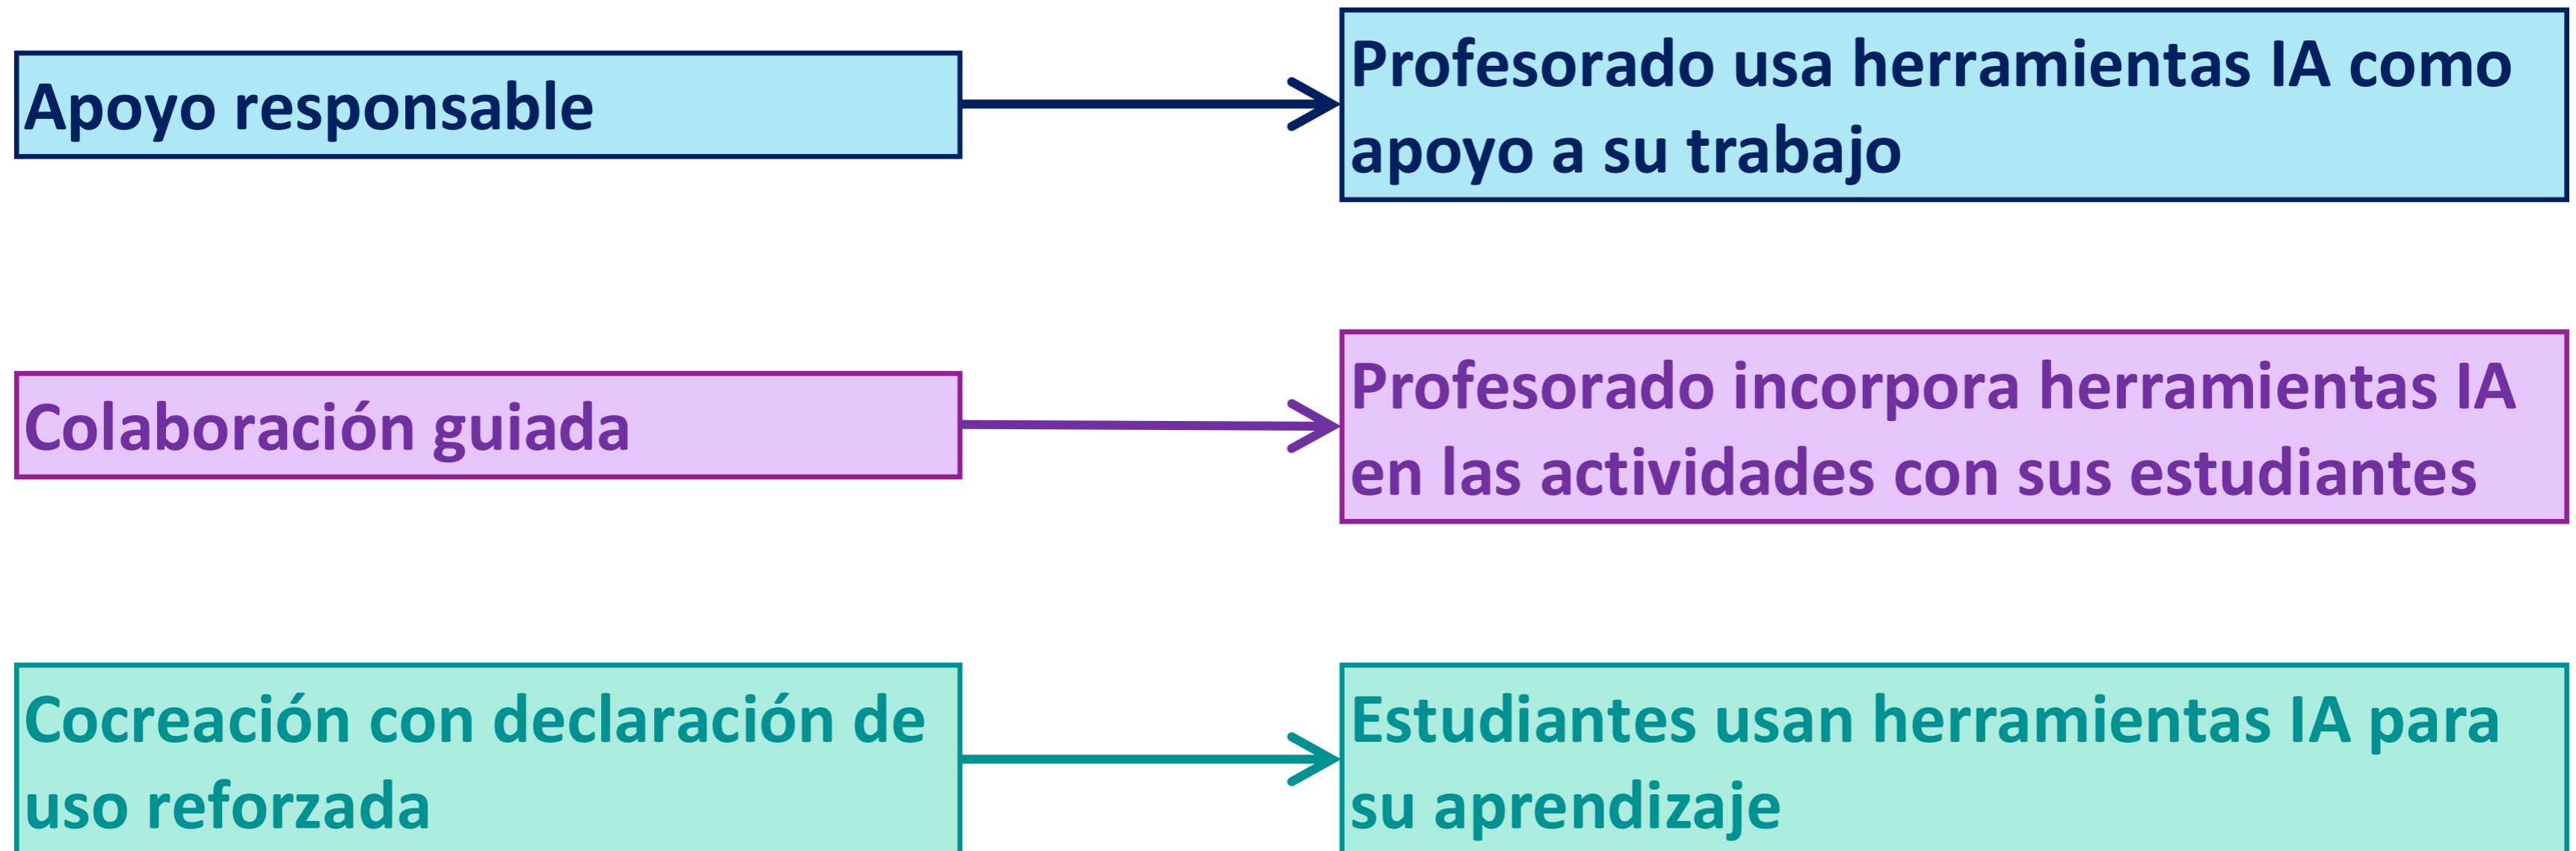 Apoyo responsable
Profesorado usa herramientas IA como
apoyo a su trabajo
Colaboración guiada
Profesorado incorpora herramientas IA
en las actividades con sus estudiantes
Cocreación con declaración de
uso reforzada
Estudiantes usan herramientas IA para
su aprendizaje